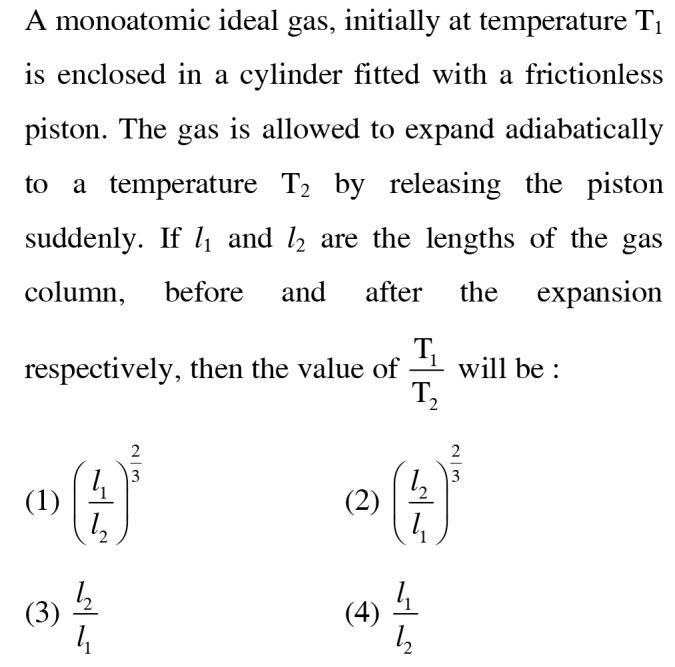 A monoatomic ideal gas, initially at temperature T₁
is enclosed in a cylinder fitted with a frictionless
piston. The gas is allowed to expand adiabatically
to a temperature T₂ by releasing the piston
suddenly. If l₁ and l₂ are the lengths of the gas
column, before and after the expansion
respectively, then the value of T₁/T₂ will be :
(1) (l₁/l₂)^(2/3) (2) (l₂/l₁)^(2/3)
(3) l₂/l₁ (4) l₁/l₂